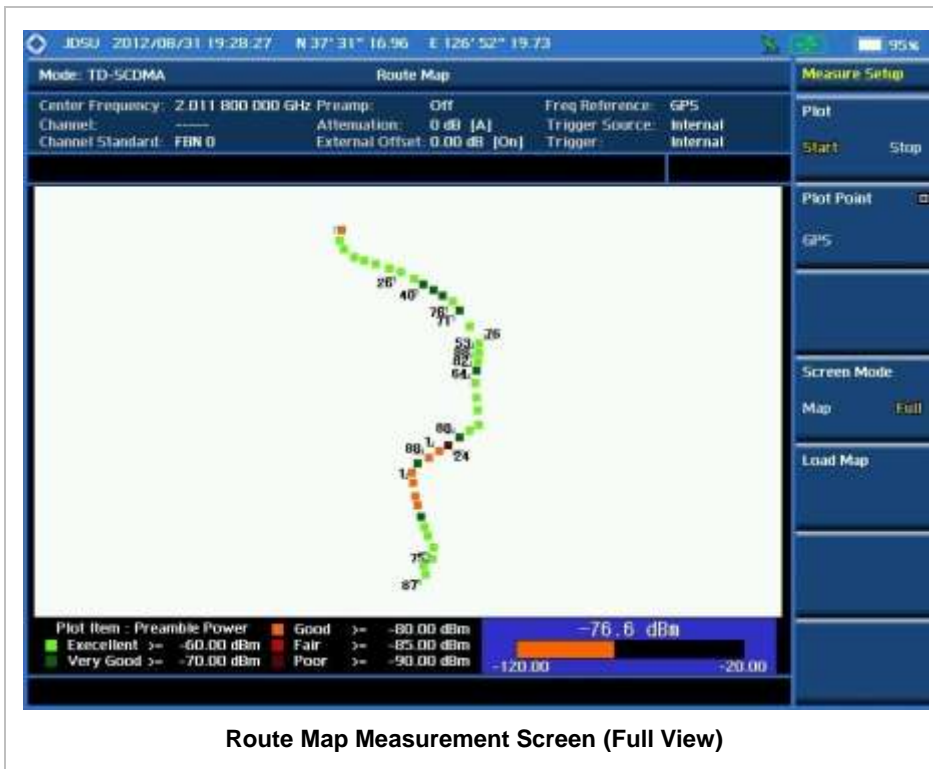 JDSU 2012/08/31 19:28:27 N 37° 31" 16.96 E 126° 52" 19.73 95%
Mode: TD-SCDMA Route Map
Measure Setup
Center Frequency: 2.011 800 000 GHz Preamp: Off Freq Reference: GPS
Channel: ----- Attenuation: 0 dB [A] Trigger Source: Internal
Channel Standard: FBN 0 External Offset: 0.00 dB [On] Trigger: Internal
Plot
Start Stop
Plot Point
GPS
Screen Mode
Map Full
Load Map
26
40
76
71
76
53
82
64
80
1
24
88
1
75
87
Plot Item : Preamble Power Good >= -80.00 dBm
Execellent >= -60.00 dBm Fair >= -85.00 dBm
Very Good >= -70.00 dBm Poor >= -90.00 dBm
-76.6 dBm
-120.00 -20.00
Route Map Measurement Screen (Full View)